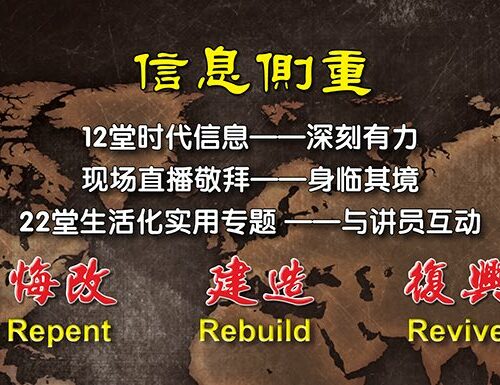 信息側重
12堂时代信息——深刻有力
现场直播敬拜——身临其境
22堂生活化实用专题 ——与讲员互动
悔改 建造 復興
Repent Rebuild Revive